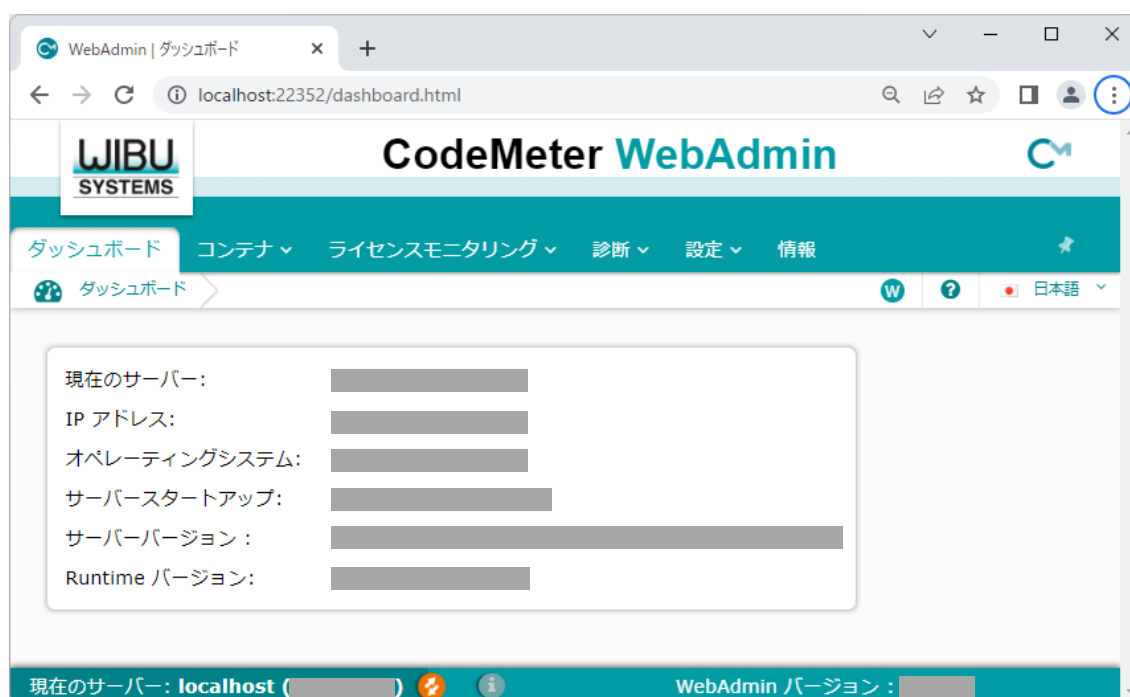 WebAdmin | ダッシュボード
localhost:22352/dashboard.html
WIBU
SYSTEMS
CodeMeter WebAdmin
CM
ダッシュボード コンテナ ライセンスモニタリング 診断 設定 情報
ダッシュボード W ? 日本語
現在のサーバー:
IP アドレス:
オペレーティングシステム:
サーバースタートアップ:
サーバーバージョン :
Runtime バージョン:
現在のサーバー: localhost ( ) WebAdmin バージョン :